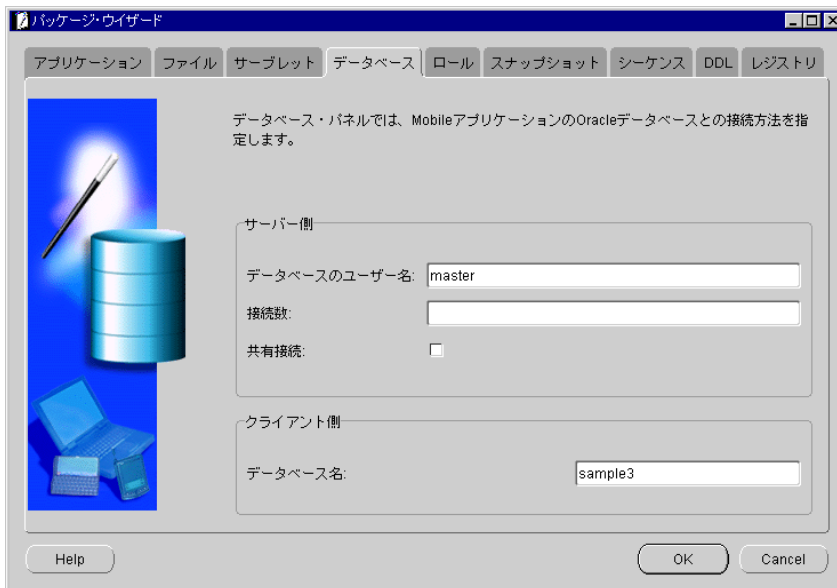 パッケージ・ウィザード
アプリケーション ファイル サーブレット データベース ロール スナップショット シーケンス DDL レジストリ
データベース・パネルでは、MobileアプリケーションのOracleデータベースとの接続方法を指
定します。
サーバー側
データベースのユーザー名: master
接続数:
共有接続:
クライアント側
データベース名: sample3
Help OK Cancel